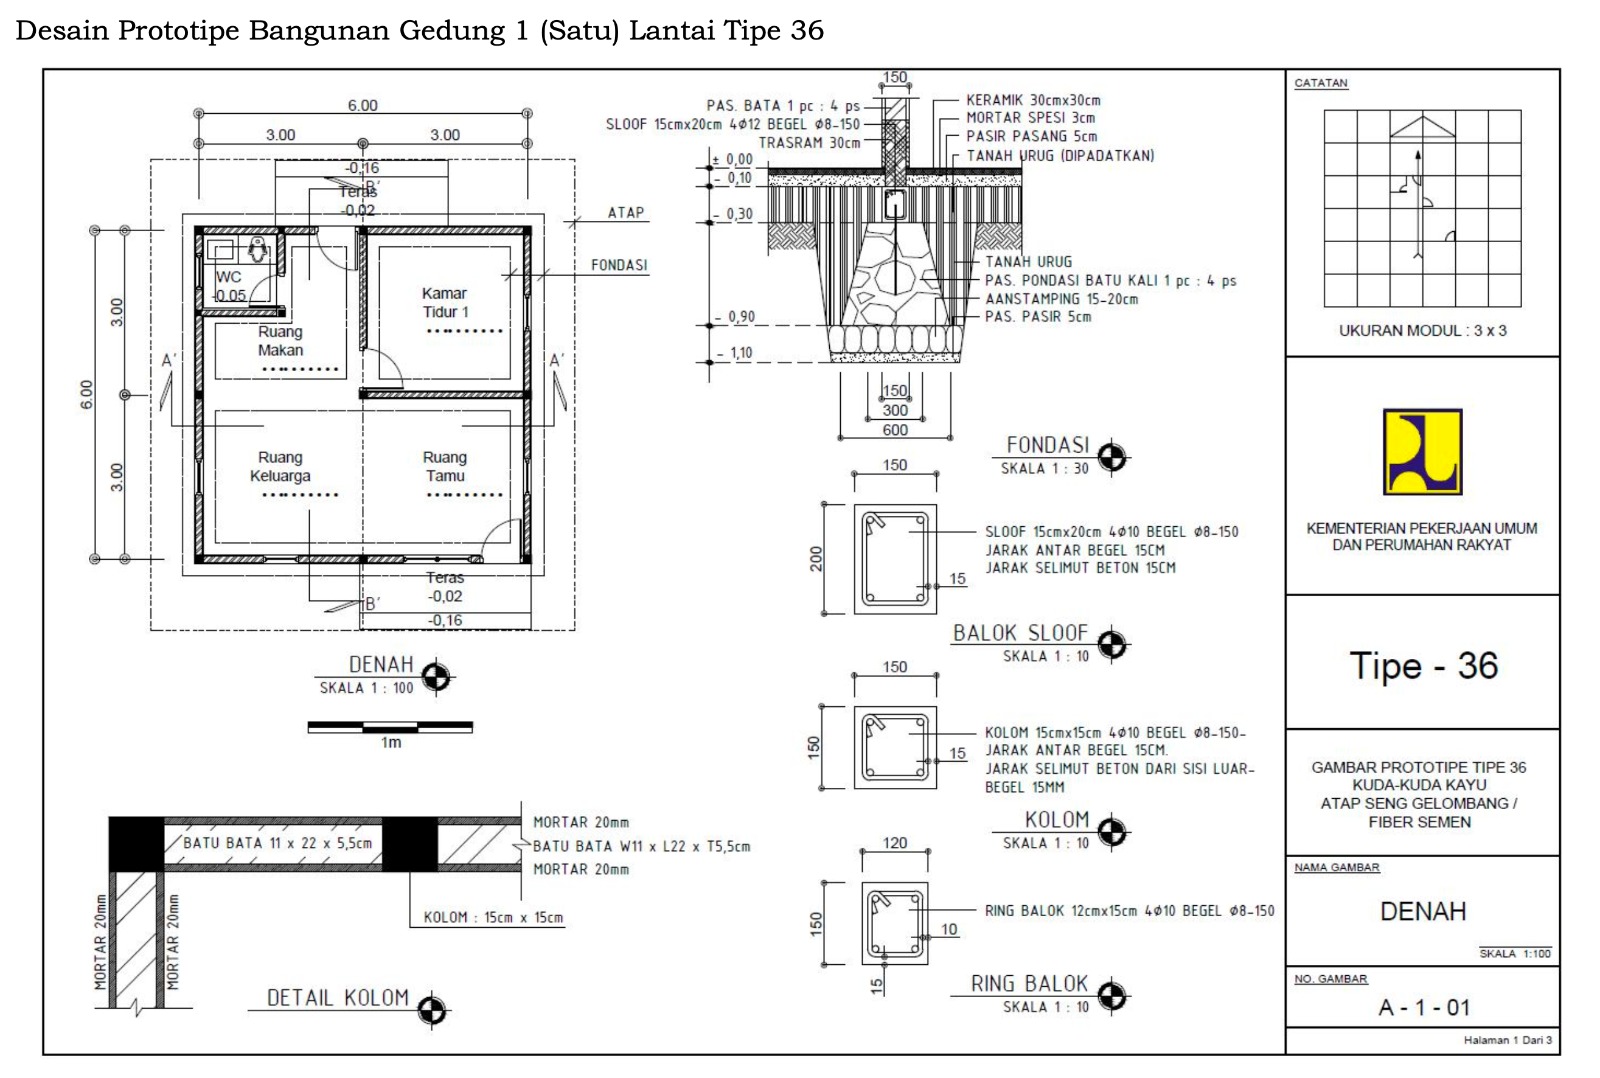 Desain Prototipe Bangunan Gedung 1 (Satu) Lantai Tipe 36
6.00
3.00
3.00
-0,16
B'
Teras
-0,02
ATAP
FONDASI
WC
-0.05
Kamar
Tidur 1
Ruang
Makan
A'
A'
3.00
6.00
3.00
Ruang
Keluarga
Ruang
Tamu
Teras
-0,02
B'
-0,16
DENAH
SKALA 1 : 100
1m
150
PAS. BATA 1 pc : 4 ps
SLOOF 15cmx20cm 4Ø12 BEGEL Ø8-150
TRASRAM 30cm
KERAMIK 30cmx30cm
MORTAR SPESI 3cm
PASIR PASANG 5cm
TANAH URUG (DIPADATKAN)
± 0,00
- 0,10
- 0,30
- 0,90
- 1,10
TANAH URUG
PAS. PONDASI BATU KALI 1 pc : 4 ps
AANSTAMPING 15-20cm
PAS. PASIR 5cm
150
300
600
FONDASI
SKALA 1 : 30
150
200
SLOOF 15cmx20cm 4Ø10 BEGEL Ø8-150
JARAK ANTAR BEGEL 15CM
JARAK SELIMUT BETON 15CM
15
BALOK SLOOF
SKALA 1 : 10
150
150
KOLOM 15cmx15cm 4Ø10 BEGEL Ø8-150-
JARAK ANTAR BEGEL 15CM.
JARAK SELIMUT BETON DARI SISI LUAR-
BEGEL 15MM
15
KOLOM
SKALA 1 : 10
120
150
RING BALOK 12cmx15cm 4Ø10 BEGEL Ø8-150
10
15
RING BALOK
SKALA 1 : 10
MORTAR 20mm
BATU BATA 11 x 22 x 5,5cm
BATU BATA W11 x L22 x T5,5cm
MORTAR 20mm
KOLOM : 15cm x 15cm
MORTAR 20mm
MORTAR 20mm
DETAIL KOLOM
CATATAN
UKURAN MODUL : 3 x 3
KEMENTERIAN PEKERJAAN UMUM
DAN PERUMAHAN RAKYAT
Tipe - 36
GAMBAR PROTOTIPE TIPE 36
KUDA-KUDA KAYU
ATAP SENG GELOMBANG /
FIBER SEMEN
NAMA GAMBAR
DENAH
SKALA 1:100
NO. GAMBAR
A - 1 - 01
Halaman 1 Dari 3